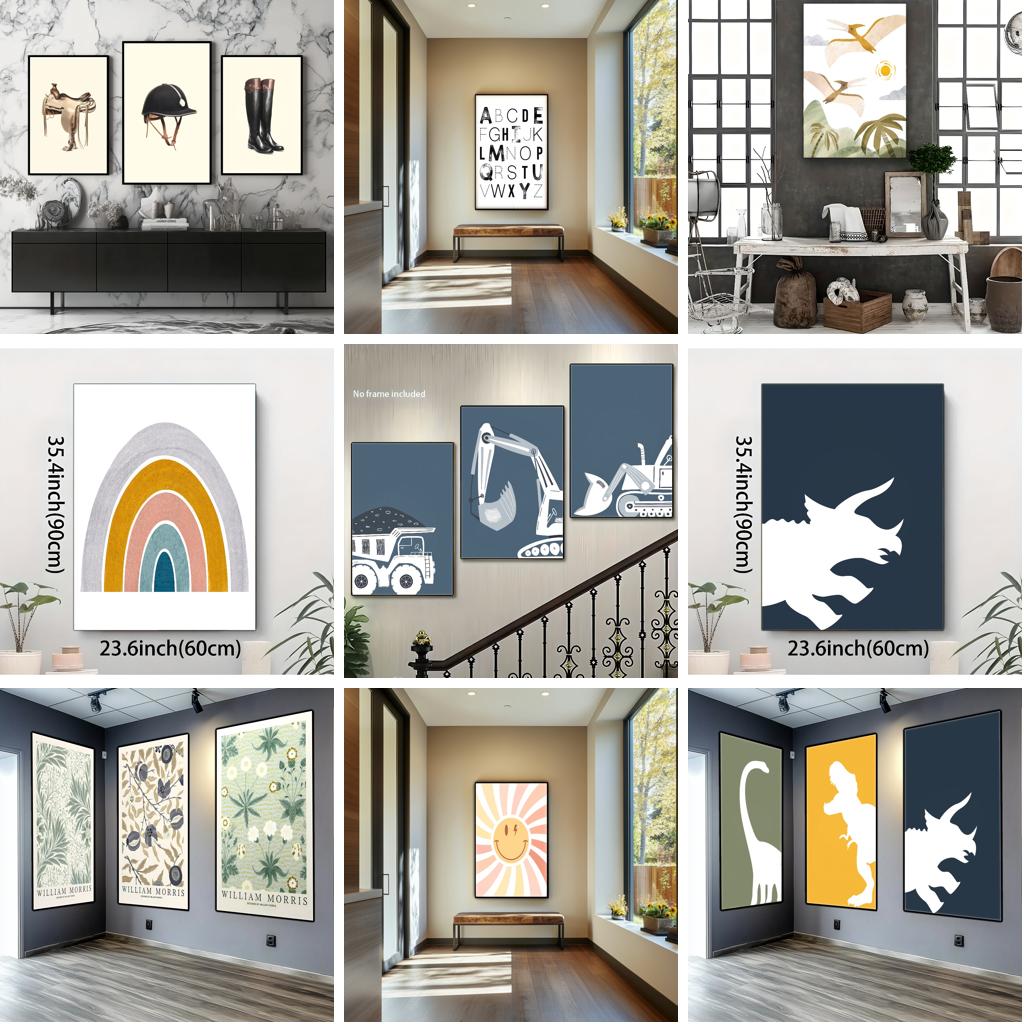 ABCDE
FGHIJK
LMNOP
QRSTU
VWXYZ
35.4inch(90cm)
23.6inch(60cm)
No frame included
35.4inch(90cm)
23.6inch(60cm)
WILLIAM MORRIS
WILLIAM MORRIS
WILLIAM MORRIS